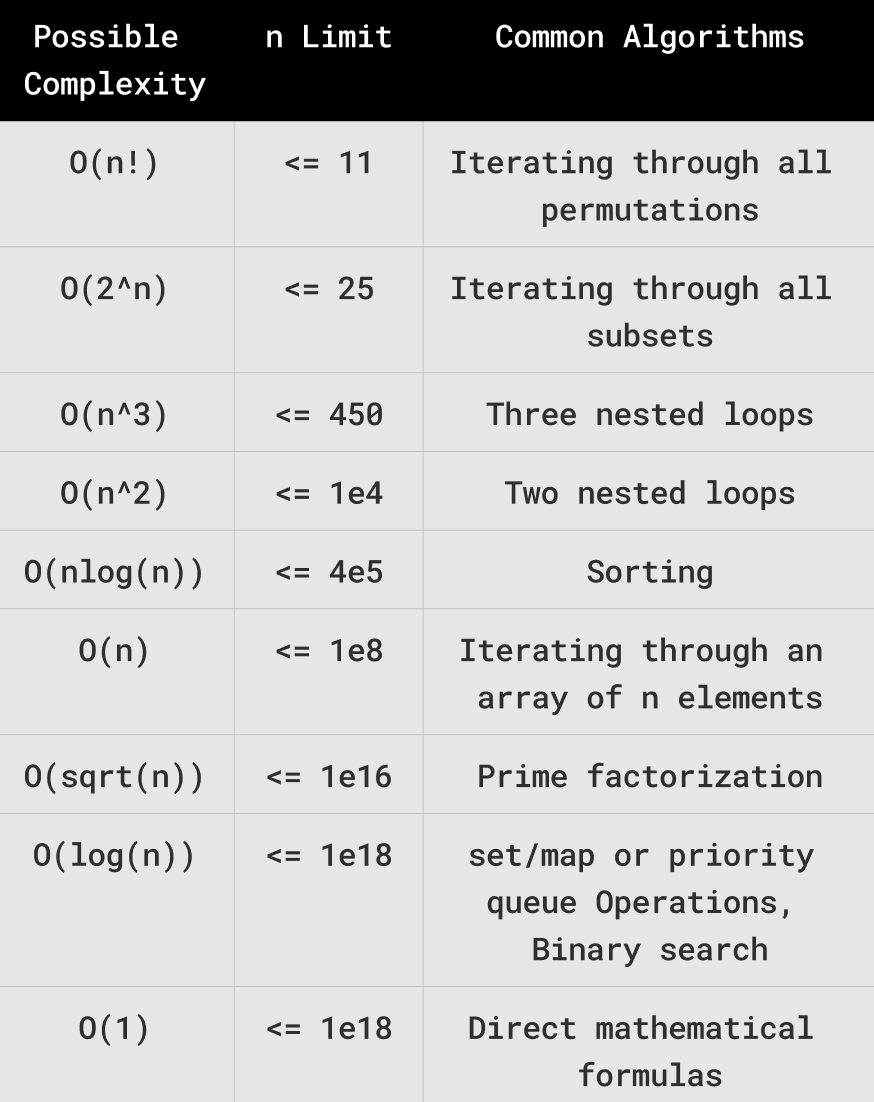 Possible Complexity n Limit Common Algorithms
O(n!) <= 11 Iterating through all
permutations
O(2^n) <= 25 Iterating through all
subsets
O(n^3) <= 450 Three nested loops
O(n^2) <= 1e4 Two nested loops
O(nlog(n)) <= 4e5 Sorting
O(n) <= 1e8 Iterating through an
array of n elements
O(sqrt(n)) <= 1e16 Prime factorization
O(log(n)) <= 1e18 set/map or priority
queue Operations,
Binary search
O(1) <= 1e18 Direct mathematical
formulas